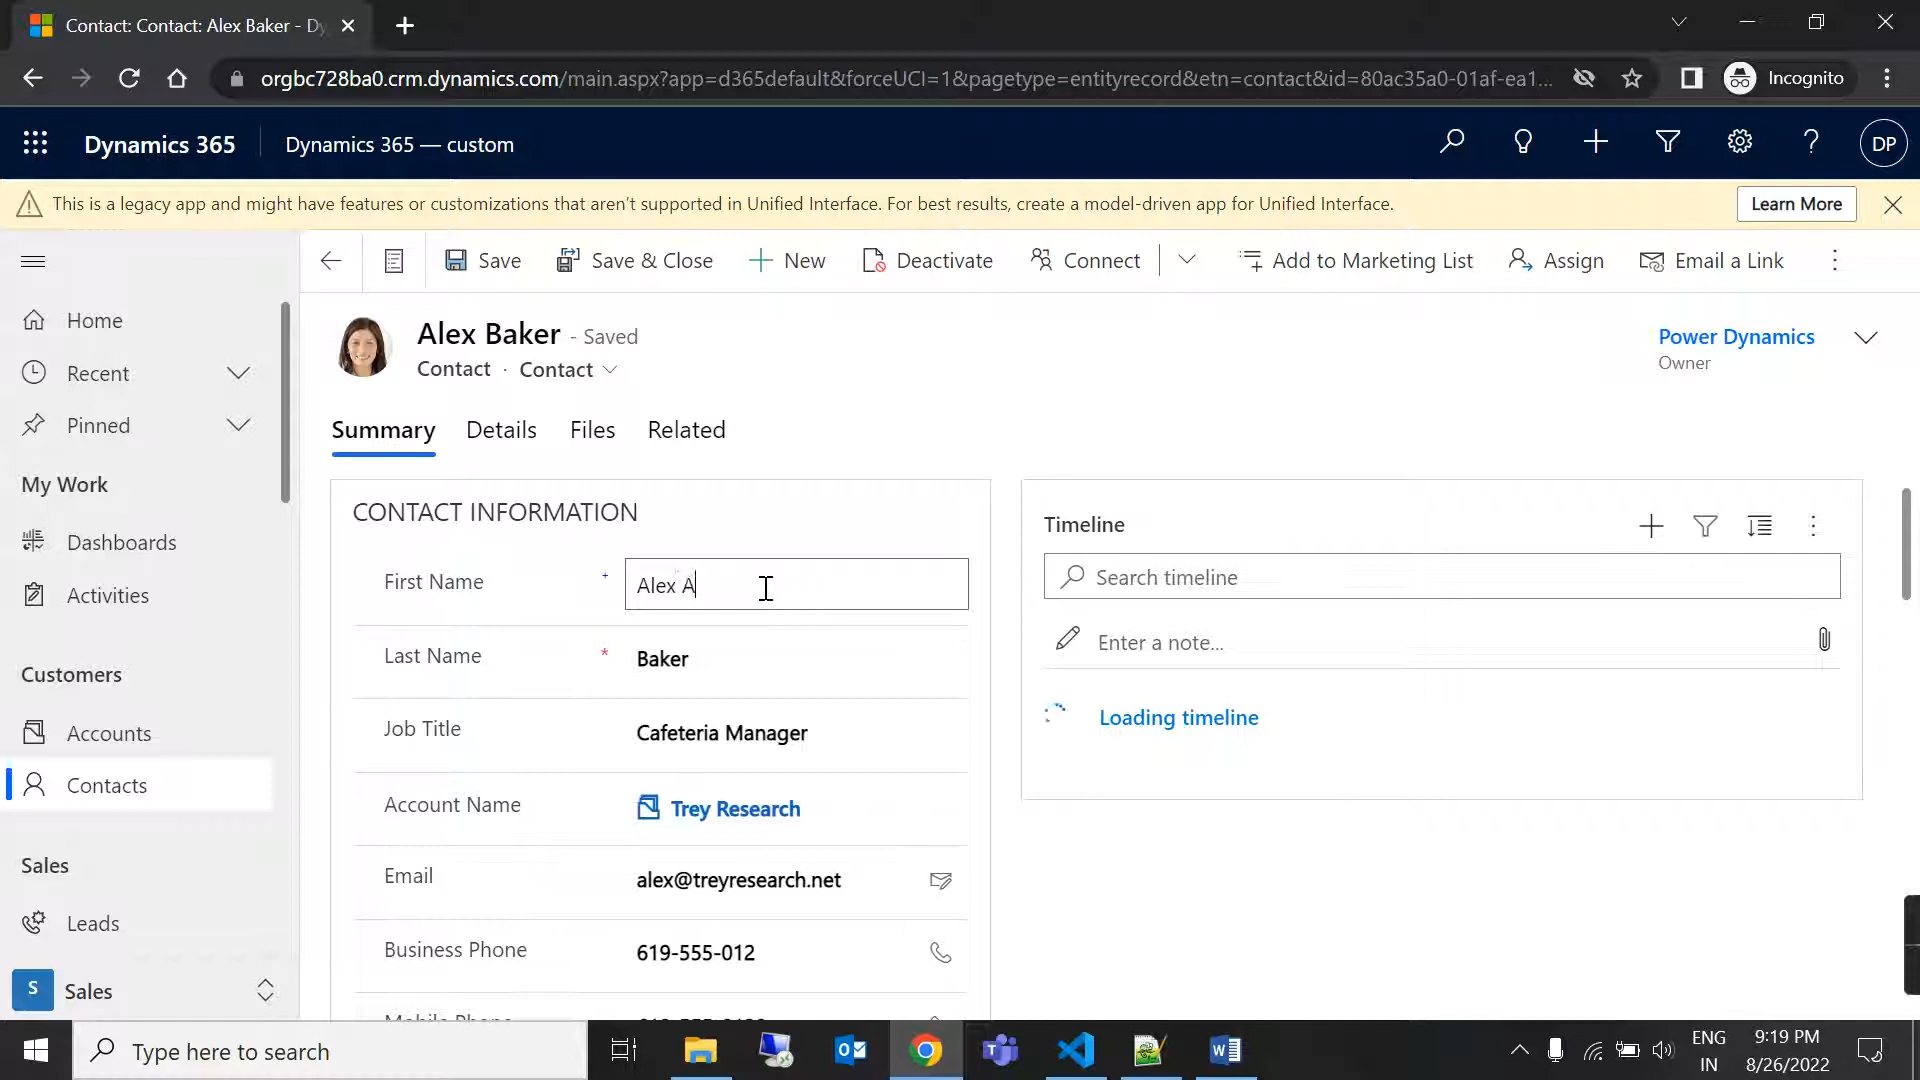 Contact: Contact: Alex Baker - Dy
orgbc728ba0.crm.dynamics.com/main.aspx?app=d365default&forceUCI=1&pagetype=entityrecord&etn=contact&id=80ac35a0-01af-ea1...
Incognito
Dynamics 365
Dynamics 365 — custom
DP
This is a legacy app and might have features or customizations that aren't supported in Unified Interface. For best results, create a model-driven app for Unified Interface.
Learn More
Save
Save & Close
New
Deactivate
Connect
Add to Marketing List
Assign
Email a Link
Home
Recent
Pinned
My Work
Dashboards
Activities
Customers
Accounts
Contacts
Sales
Leads
S
Sales
Alex Baker - Saved
Contact · Contact
Power Dynamics
Owner
Summary
Details
Files
Related
CONTACT INFORMATION
First Name + Alex A
Last Name * Baker
Job Title Cafeteria Manager
Account Name Trey Research
Email alex@treyresearch.net
Business Phone 619-555-012
Timeline
Search timeline
Enter a note...
Loading timeline
Type here to search
ENG
IN
9:19 PM
8/26/2022